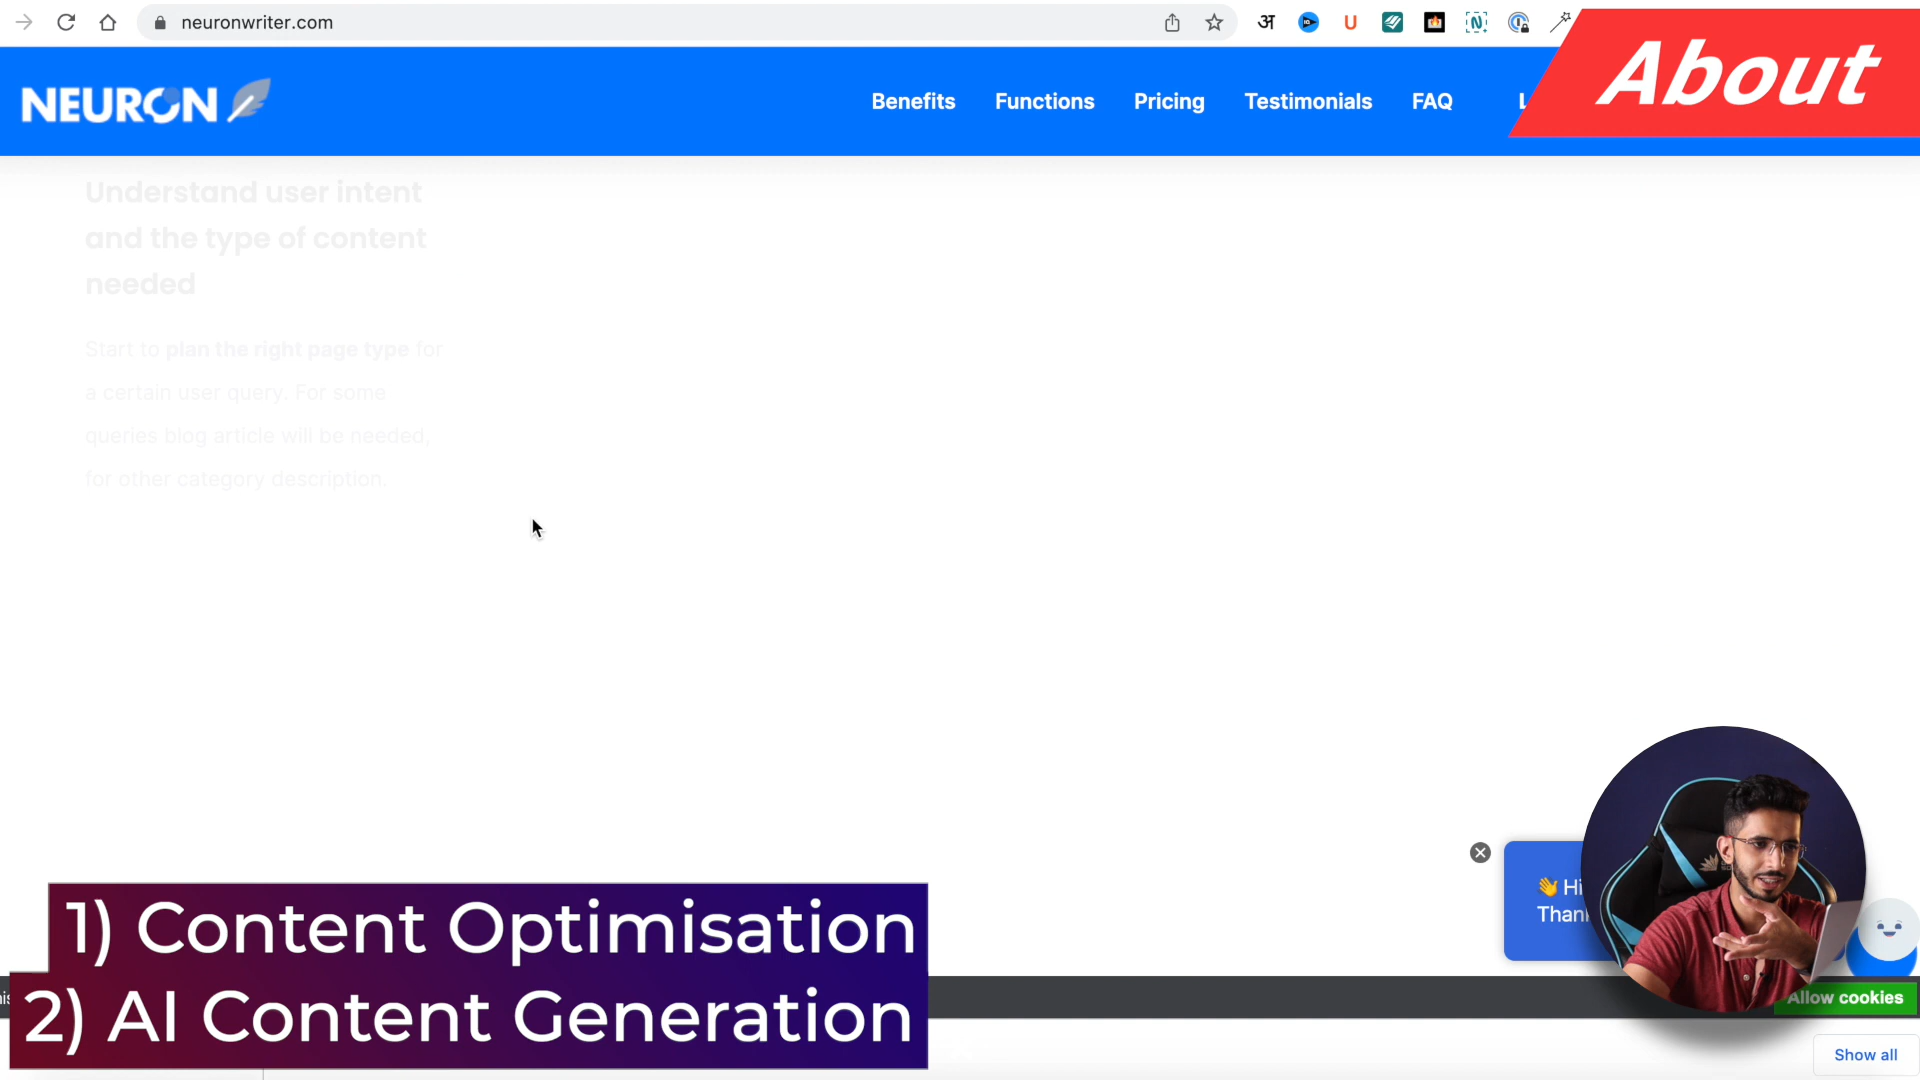 neuronwriter.com
अ
U
N
NEURON
Benefits
Functions
Pricing
Testimonials
FAQ
About
Understand user intent
and the type of content
needed
Start to plan the right page type for
a certain user query. For some
queries blog article will be needed,
for other category description.
👋 Hi
1) Content Optimisation
2) AI Content Generation
Allow cookies
Show all